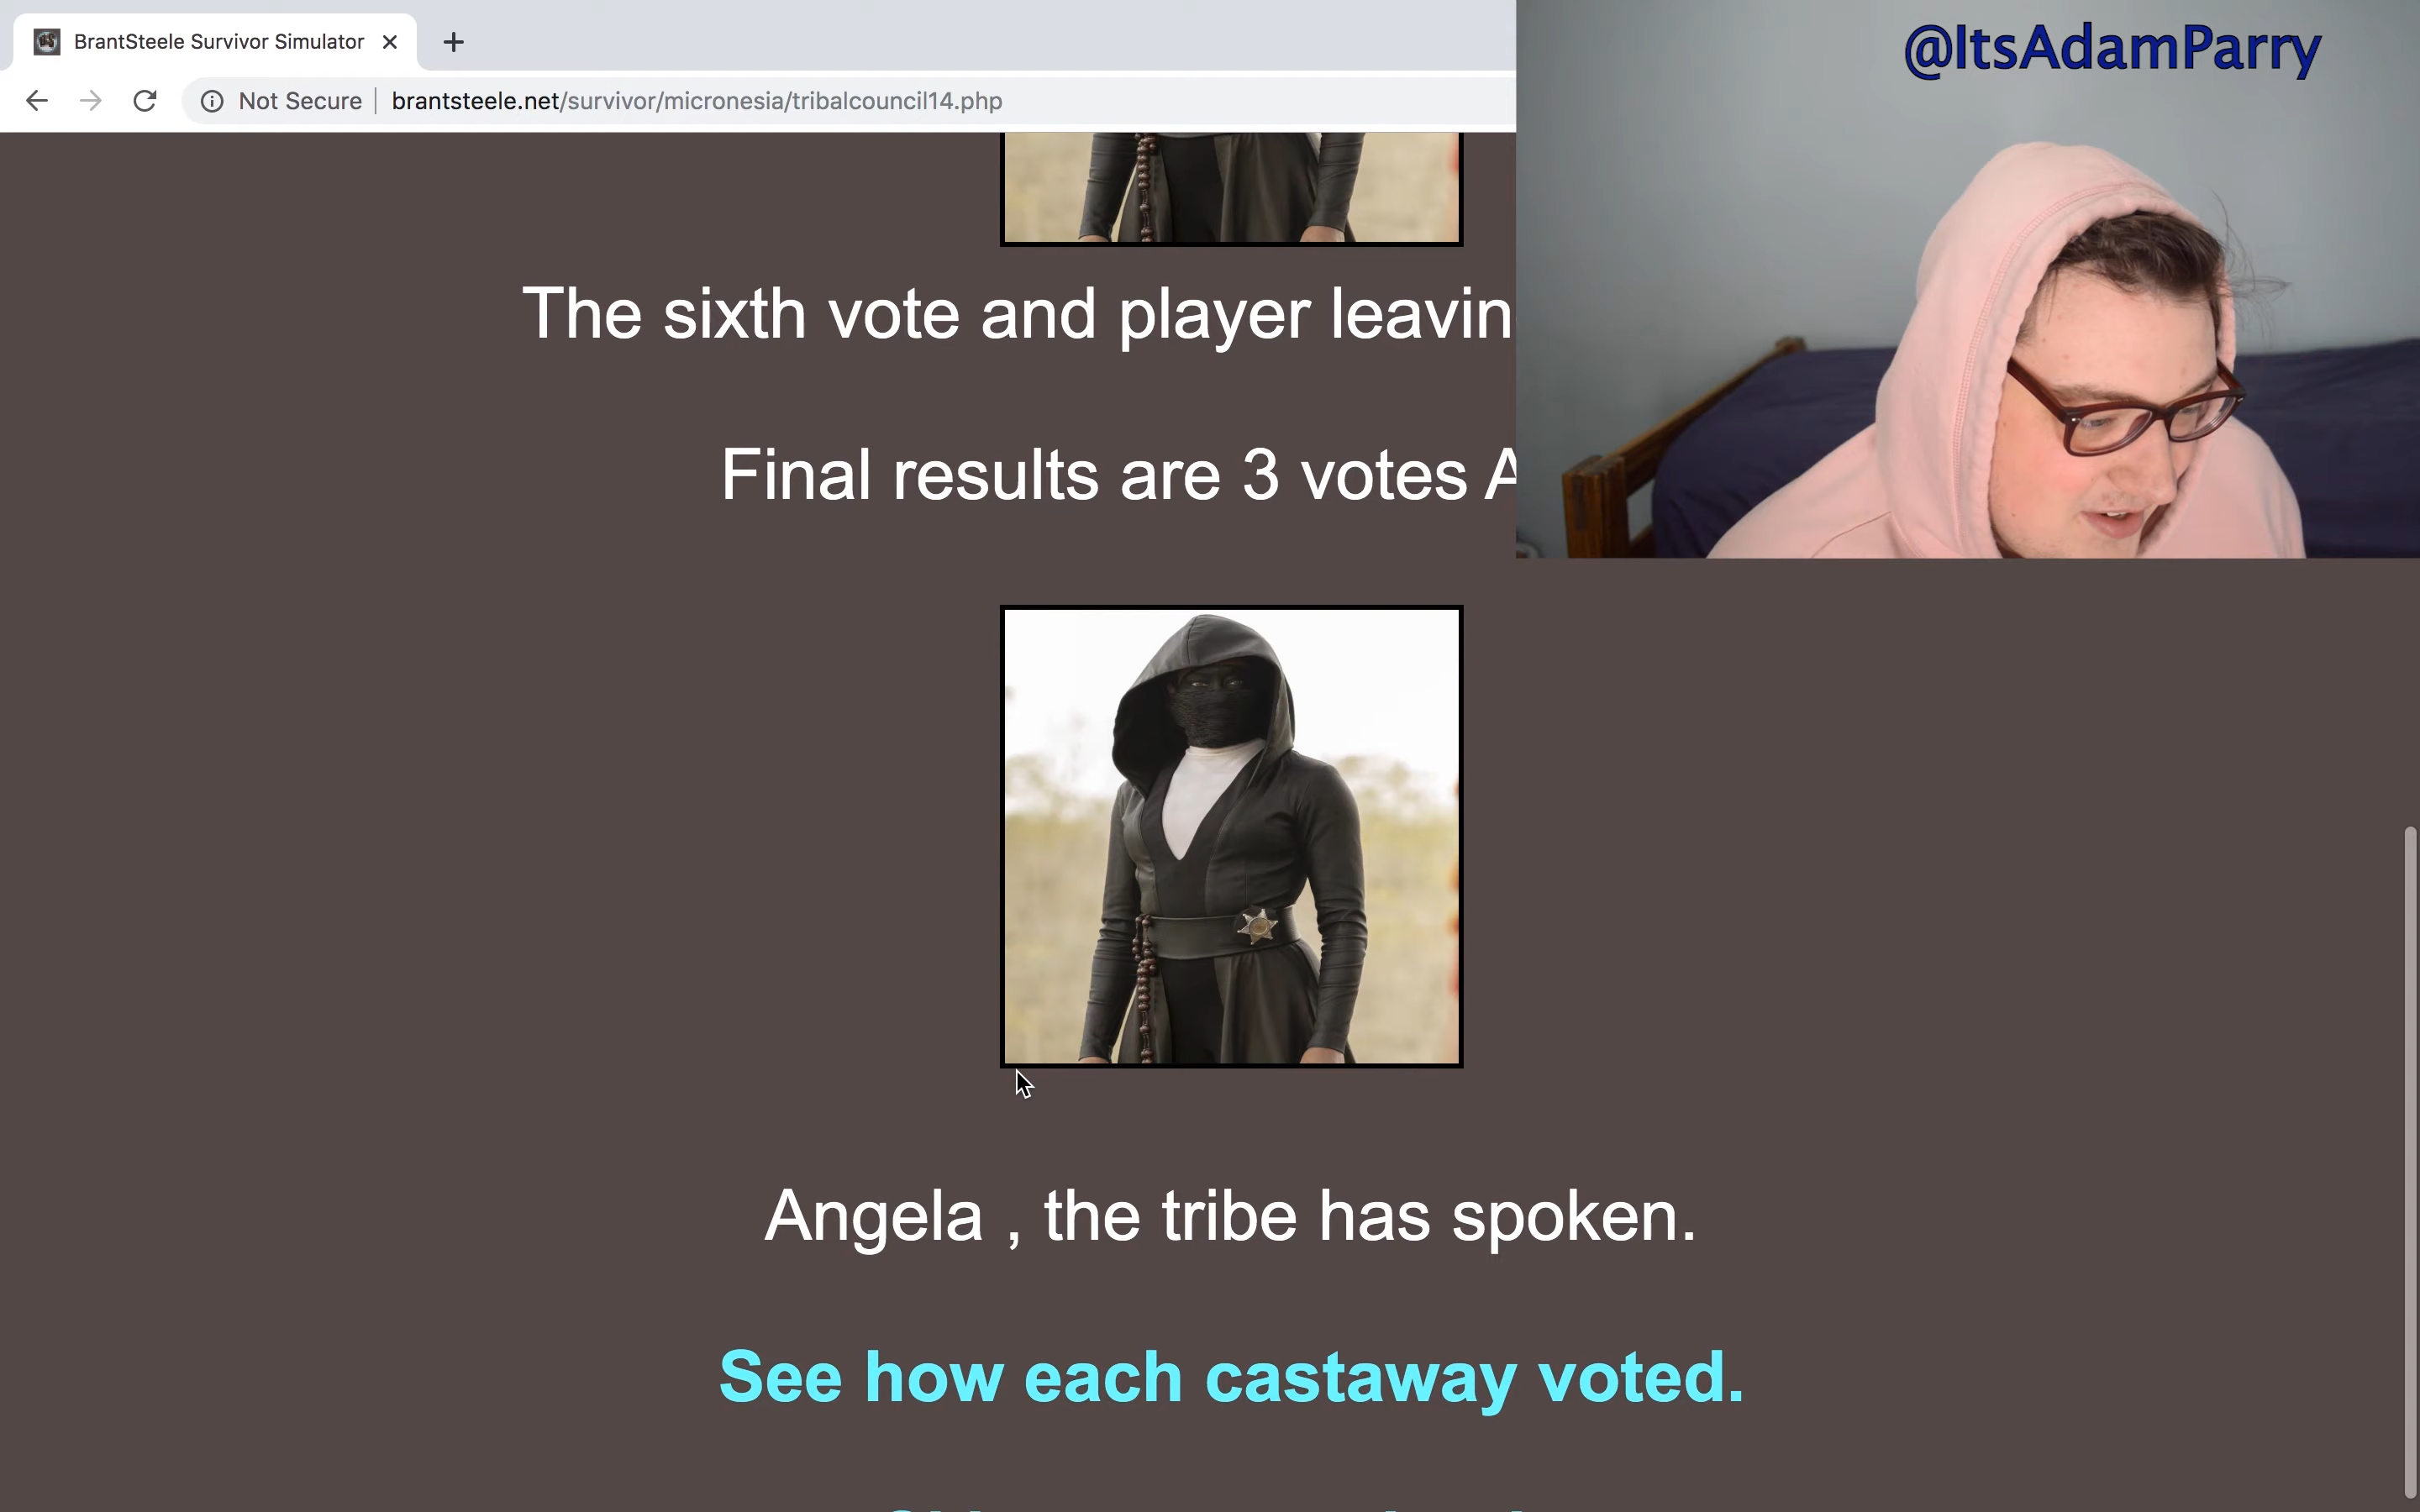 BrantSteele Survivor Simulator
@ItsAdamParry
Not Secure
brantsteele.net/survivor/micronesia/tribalcouncil14.php
The sixth vote and player
Final results are 3 votes
Angela , the tribe has spoken.
See how each castaway voted.